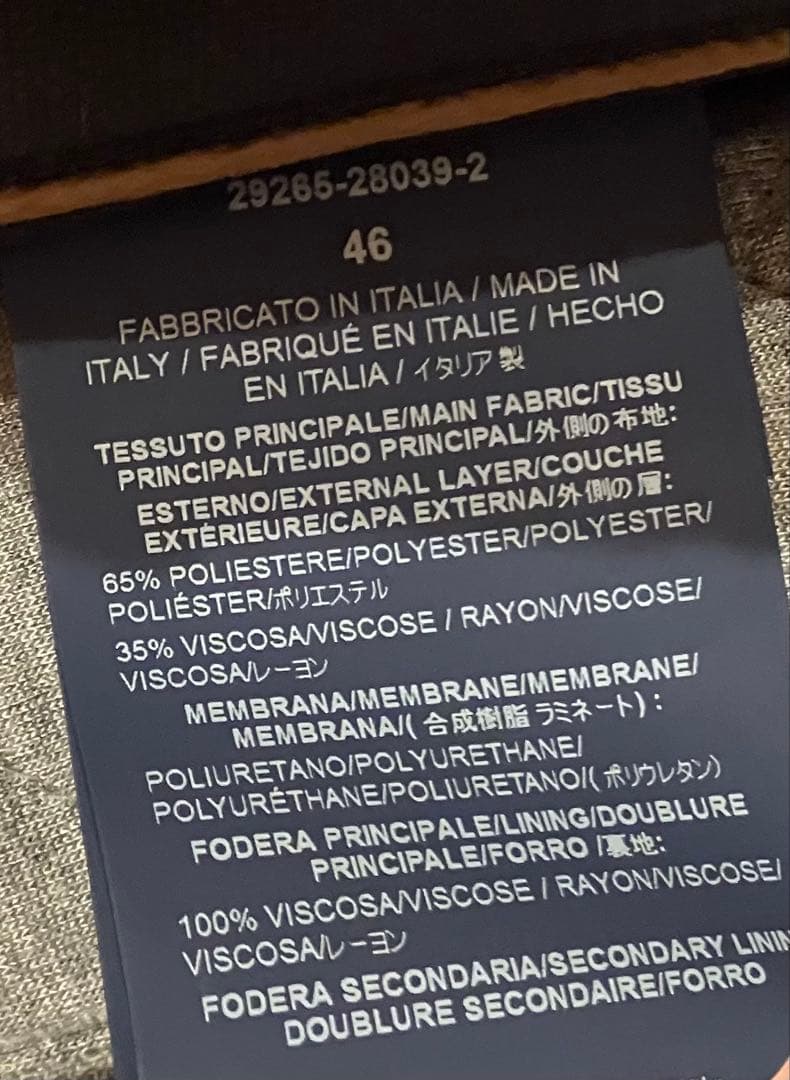 29265-28039-2
46
FABBRICATO IN ITALIA / MADE IN
ITALY / FABRIQUÉ EN ITALIE / HECHO
EN ITALIA / イタリア製
TESSUTO PRINCIPALE/MAIN FABRIC/TISSU
PRINCIPAL/TEJIDO PRINCIPAL/外側の布地:
ESTERNO/EXTERNAL LAYER/COUCHE
EXTÉRIEURE/CAPA EXTERNA/外側の層:
65% POLIESTERE/POLYESTER/POLYESTER/
POLIÉSTER/ポリエステル
35% VISCOSA/VISCOSE / RAYON/VISCOSE/
VISCOSA/レーヨン
MEMBRANA/MEMBRANE/MEMBRANE/
MEMBRANA/( 合成樹脂 ラミネート) :
POLIURETANO/POLYURETHANE/
POLYURÉTHANE/POLIURETANO/( ポリウレタン)
FODERA PRINCIPALE/LINING/DOUBLURE
PRINCIPALE/FORRO /裏地:
100% VISCOSA/VISCOSE / RAYON/VISCOSE/
VISCOSA/レーヨン
FODERA SECONDARIA/SECONDARY LININ
DOUBLURE SECONDAIRE/FORRO